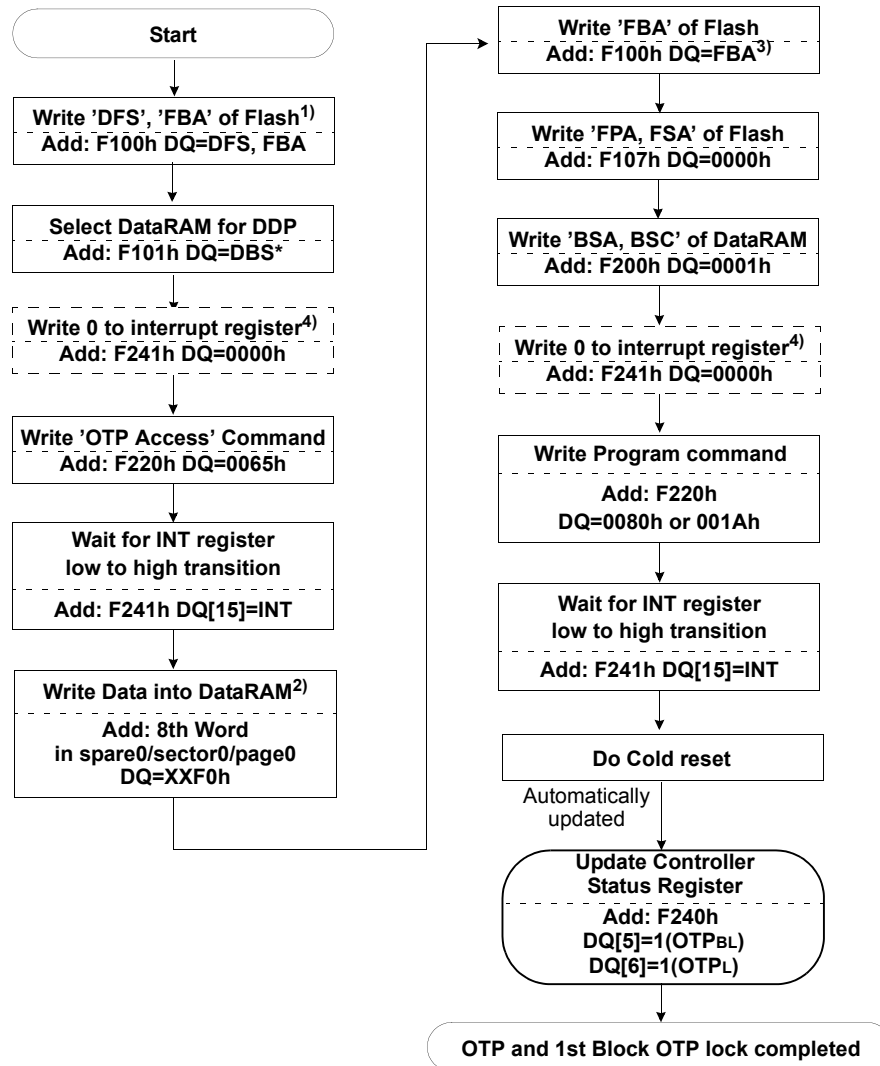 Start
Write ’DFS’, ’FBA’ of Flash1)
Add: F100h DQ=DFS, FBA
Select DataRAM for DDP
Add: F101h DQ=DBS*
Write 0 to interrupt register4)
Add: F241h DQ=0000h
Write ’OTP Access’ Command
Add: F220h DQ=0065h
Wait for INT register
low to high transition
Add: F241h DQ[15]=INT
Write Data into DataRAM2)
Add: 8th Word
in spare0/sector0/page0
DQ=XXF0h
Write ’FBA’ of Flash
Add: F100h DQ=FBA3)
Write ’FPA, FSA’ of Flash
Add: F107h DQ=0000h
Write ’BSA, BSC’ of DataRAM
Add: F200h DQ=0001h
Write 0 to interrupt register4)
Add: F241h DQ=0000h
Write Program command
Add: F220h
DQ=0080h or 001Ah
Wait for INT register
low to high transition
Add: F241h DQ[15]=INT
Do Cold reset
Automatically
updated
Update Controller
Status Register
Add: F240h
DQ[5]=1(OTPBL)
DQ[6]=1(OTPL)
OTP and 1st Block OTP lock completed